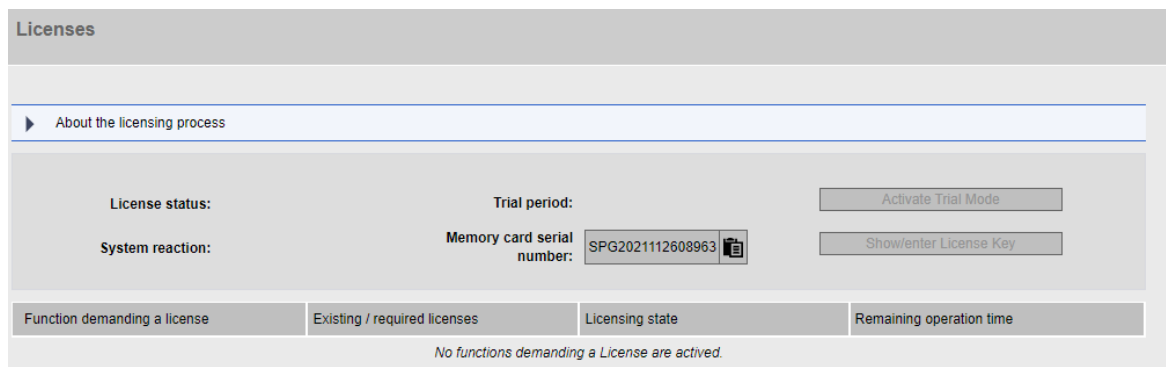 Licenses
About the licensing process
License status:
Trial period:
Activate Trial Mode
System reaction:
Memory card serial
number:
SPG2021112608963
Show/enter License Key
Function demanding a license
Existing / required licenses
Licensing state
Remaining operation time
No functions demanding a License are actived.